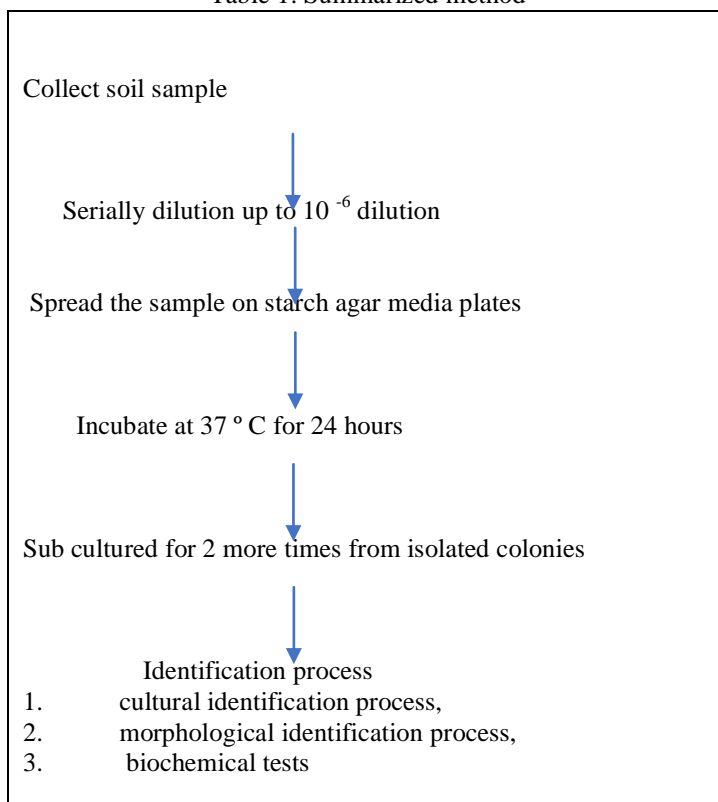 Table 1: Summarized method
Collect soil sample
Serially dilution up to 10 ⁻⁶ dilution
Spread the sample on starch agar media plates
Incubate at 37 º C for 24 hours
Sub cultured for 2 more times from isolated colonies
Identification process
1. cultural identification process,
2. morphological identification process,
3. biochemical tests